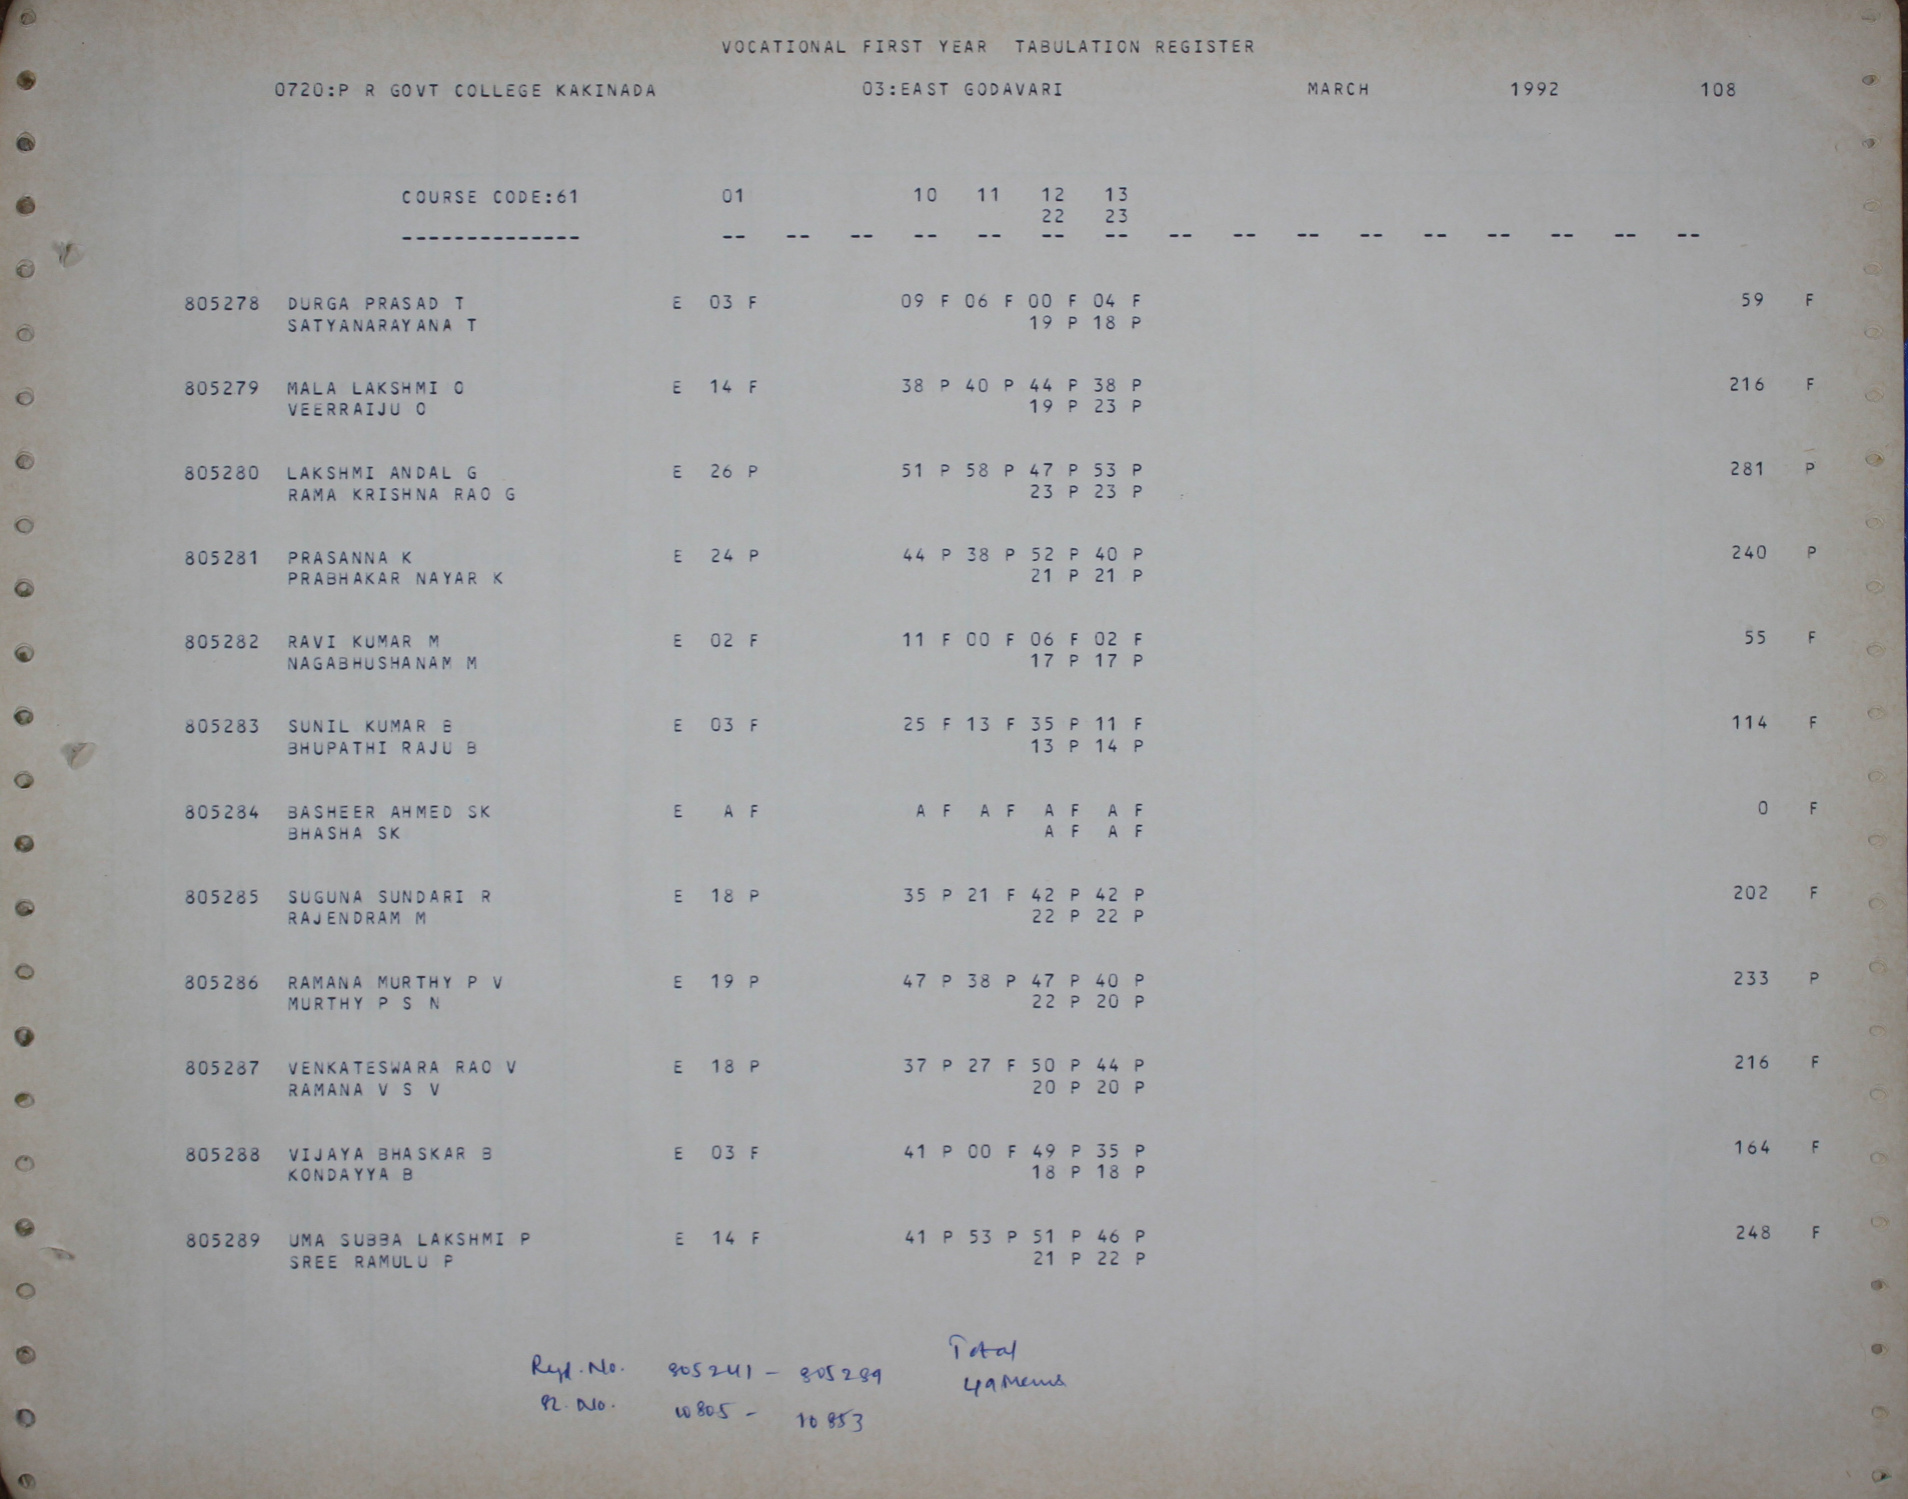 VOCATIONAL FIRST YEAR TABULATION REGISTER
0720:P R GOVT COLLEGE KAKINADA 03:EAST GODAVARI MARCH 1992 108
COURSE CODE:61 01 10 11 12 13
22 23
-------------- -- -- -- -- -- -- -- -- -- -- -- -- -- -- -- --
805278 DURGA PRASAD T E 03 F 09 F 06 F 00 F 04 F 59 F
SATYANARAYANA T 19 P 18 P
805279 MALA LAKSHMI O E 14 F 38 P 40 P 44 P 38 P 216 F
VEERRAIJU O 19 P 23 P
805280 LAKSHMI ANDAL G E 26 P 51 P 58 P 47 P 53 P 281 P
RAMA KRISHNA RAO G 23 P 23 P
805281 PRASANNA K E 24 P 44 P 38 P 52 P 40 P 240 P
PRABHAKAR NAYAR K 21 P 21 P
805282 RAVI KUMAR M E 02 F 11 F 00 F 06 F 02 F 55 F
NAGABHUSHANAM M 17 P 17 P
805283 SUNIL KUMAR B E 03 F 25 F 13 F 35 P 11 F 114 F
BHUPATHI RAJU B 13 P 14 P
805284 BASHEER AHMED SK E A F A F A F A F A F 0 F
BHASHA SK A F A F
805285 SUGUNA SUNDARI R E 18 P 35 P 21 F 42 P 42 P 202 F
RAJENDRAM M 22 P 22 P
805286 RAMANA MURTHY P V E 19 P 47 P 38 P 47 P 40 P 233 P
MURTHY P S N 22 P 20 P
805287 VENKATESWARA RAO V E 18 P 37 P 27 F 50 P 44 P 216 F
RAMANA V S V 20 P 20 P
805288 VIJAYA BHASKAR B E 03 F 41 P 00 F 49 P 35 P 164 F
KONDAYYA B 18 P 18 P
805289 UMA SUBBA LAKSHMI P E 14 F 41 P 53 P 51 P 46 P 248 F
SREE RAMULU P 21 P 22 P
Regd. No. 805241 - 805289 Total
49 Mems
No. 10805 - 10853